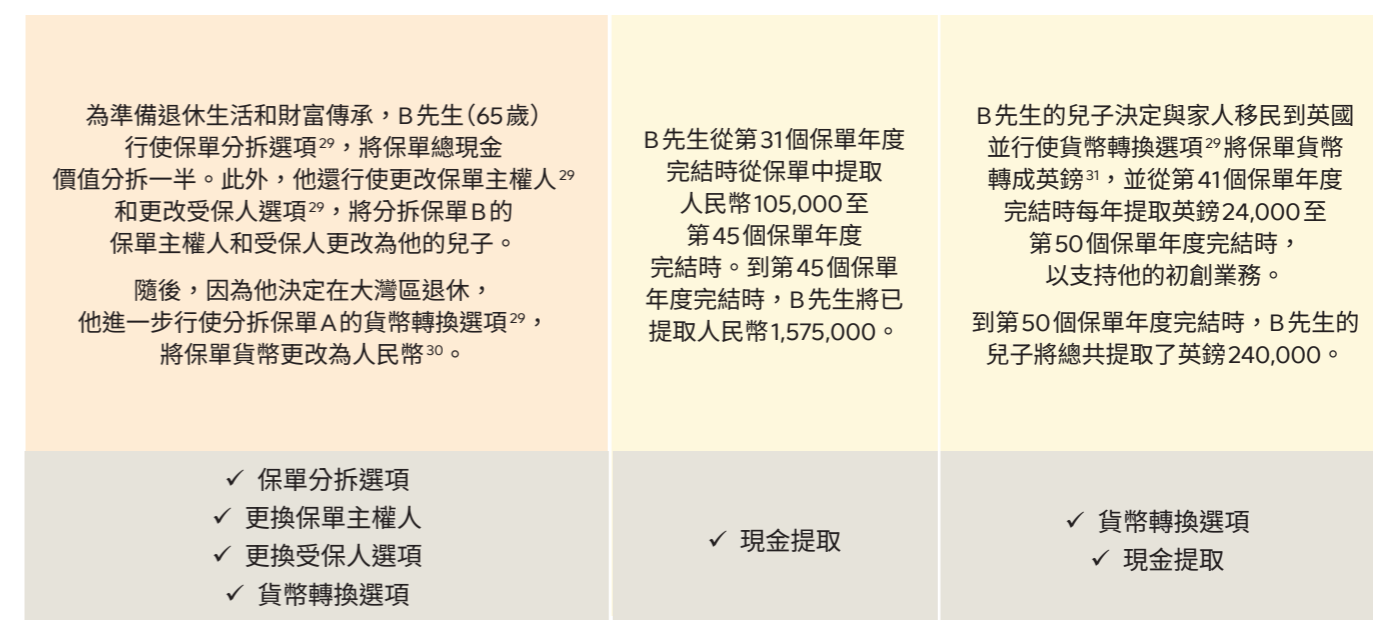 為準備退休生活和財富傳承，B先生（65歲）
行使保單分拆選項²⁹，將保單總現金
價值分拆一半。此外，他還行使更改保單主權人²⁹
和更改受保人選項²⁹，將分拆保單B的
保單主權人和受保人更改為他的兒子。
隨後，因為他決定在大灣區退休，
他進一步行使分拆保單A的貨幣轉換選項²⁹，
將保單貨幣更改為人民幣³⁰。
B先生從第31個保單年度
完結時從保單中提取
人民幣105,000至
第45個保單年度
完結時。到第45個保單
年度完結時，B先生將已
提取人民幣1,575,000。
B先生的兒子決定與家人移民到英國
並行使貨幣轉換選項²⁹將保單貨幣
轉成英鎊³¹，並從第41個保單年度
完結時每年提取英鎊24,000至
第50個保單年度完結時，
以支持他的初創業務。
到第50個保單年度完結時，B先生的
兒子將總共提取了英鎊240,000。
✓ 保單分拆選項
✓ 更換保單主權人
✓ 更換受保人選項
✓ 貨幣轉換選項
✓ 現金提取
✓ 貨幣轉換選項
✓ 現金提取